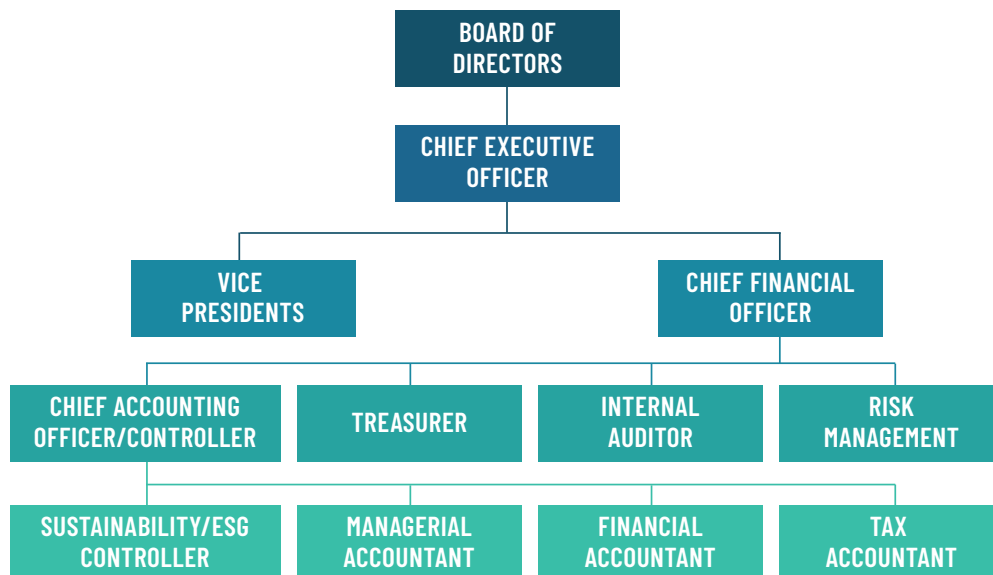 BOARD OF
DIRECTORS
CHIEF EXECUTIVE
OFFICER
VICE
PRESIDENTS
CHIEF FINANCIAL
OFFICER
CHIEF ACCOUNTING
OFFICER/CONTROLLER
TREASURER
INTERNAL
AUDITOR
RISK
MANAGEMENT
SUSTAINABILITY/ESG
CONTROLLER
MANAGERIAL
ACCOUNTANT
FINANCIAL
ACCOUNTANT
TAX
ACCOUNTANT